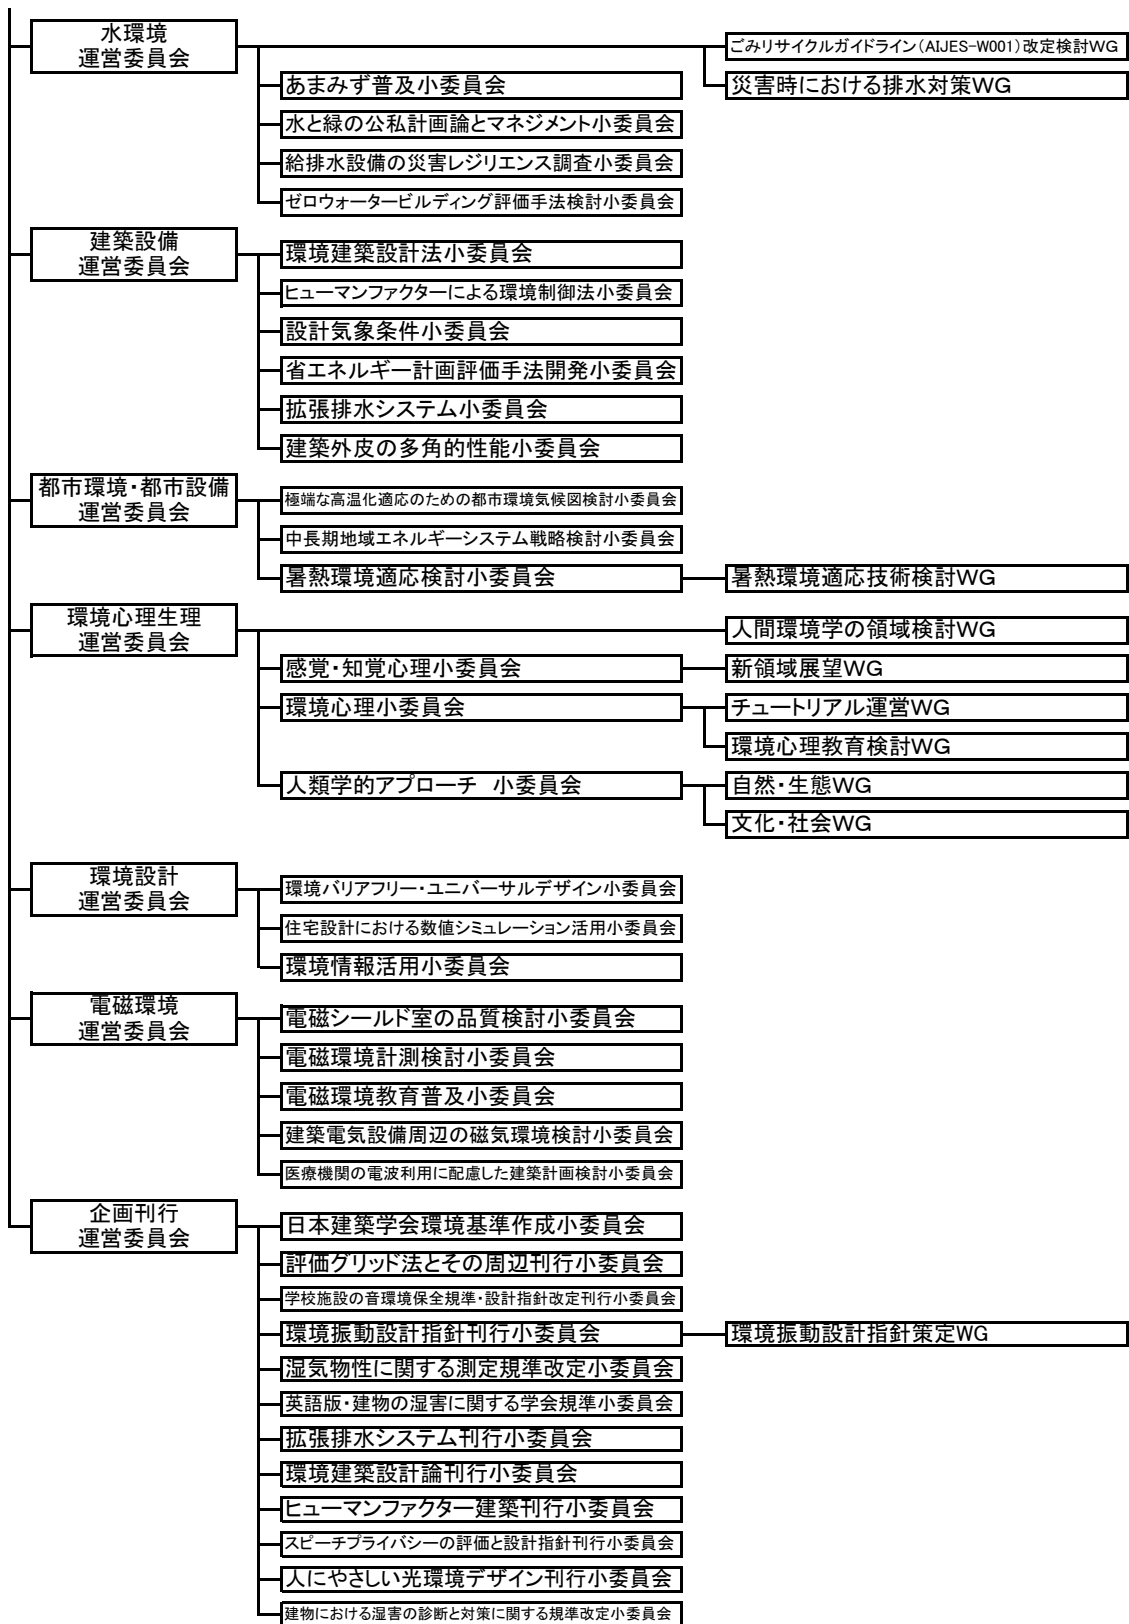 水環境
運営委員会
ごみリサイクルガイドライン（AIJES-W001）改定検討WG
あまみず普及小委員会
災害時における排水対策WG
水と緑の公私計画論とマネジメント小委員会
給排水設備の災害レジリエンス調査小委員会
ゼロウォータービルディング評価手法検討小委員会
建築設備
運営委員会
環境建築設計法小委員会
ヒューマンファクターによる環境制御法小委員会
設計気象条件小委員会
省エネルギー計画評価手法開発小委員会
拡張排水システム小委員会
建築外皮の多角的性能小委員会
都市環境・都市設備
運営委員会
極端な高温化適応のための都市環境気候図検討小委員会
中長期地域エネルギーシステム戦略検討小委員会
暑熱環境適応検討小委員会
暑熱環境適応技術検討WG
環境心理生理
運営委員会
人間環境学の領域検討WG
感覚・知覚心理小委員会
新領域展望WG
環境心理小委員会
チュートリアル運営WG
環境心理教育検討WG
人類学的アプローチ　小委員会
自然・生態WG
文化・社会WG
環境設計
運営委員会
環境バリアフリー・ユニバーサルデザイン小委員会
住宅設計における数値シミュレーション活用小委員会
環境情報活用小委員会
電磁環境
運営委員会
電磁シールド室の品質検討小委員会
電磁環境計測検討小委員会
電磁環境教育普及小委員会
建築電気設備周辺の磁気環境検討小委員会
医療機関の電波利用に配慮した建築計画検討小委員会
企画刊行
運営委員会
日本建築学会環境基準作成小委員会
評価グリッド法とその周辺刊行小委員会
学校施設の音環境保全規準・設計指針改定刊行小委員会
環境振動設計指針刊行小委員会
環境振動設計指針策定WG
湿気物性に関する測定規準改定小委員会
英語版・建物の湿害に関する学会規準小委員会
拡張排水システム刊行小委員会
環境建築設計論刊行小委員会
ヒューマンファクター建築刊行小委員会
スピーチプライバシーの評価と設計指針刊行小委員会
人にやさしい光環境デザイン刊行小委員会
建物における湿害の診断と対策に関する規準改定小委員会